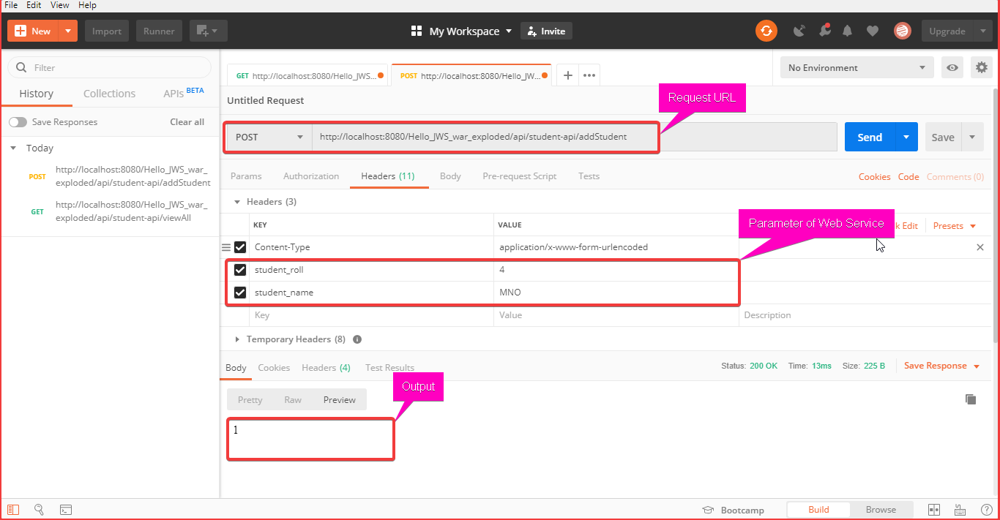 File Edit View Help
New Import Runner My Workspace Invite Upgrade
Filter
History Collections APIs BETA
Save Responses Clear all
Today
POST http://localhost:8080/Hello_JWS_war_
exploded/api/student-api/addStudent
GET http://localhost:8080/Hello_JWS_war_
exploded/api/student-api/viewAll
GET http://localhost:8080/Hello_JWS... POST http://localhost:8080/Hello_JW... No Environment
Untitled Request
Request URL
POST http://localhost:8080/Hello_JWS_war_exploded/api/student-api/addStudent Send Save
Params Authorization Headers (11) Body Pre-request Script Tests Cookies Code Comments (0)
Headers (3)
Parameter of Web Service
KEY VALUE k Edit Presets
Content-Type application/x-www-form-urlencoded
student_roll 4
student_name MNO
Key Value Description
Temporary Headers (8)
Body Cookies Headers (4) Test Results Status: 200 OK Time: 13ms Size: 225 B Save Response
Output
Pretty Raw Preview
1
Bootcamp Build Browse